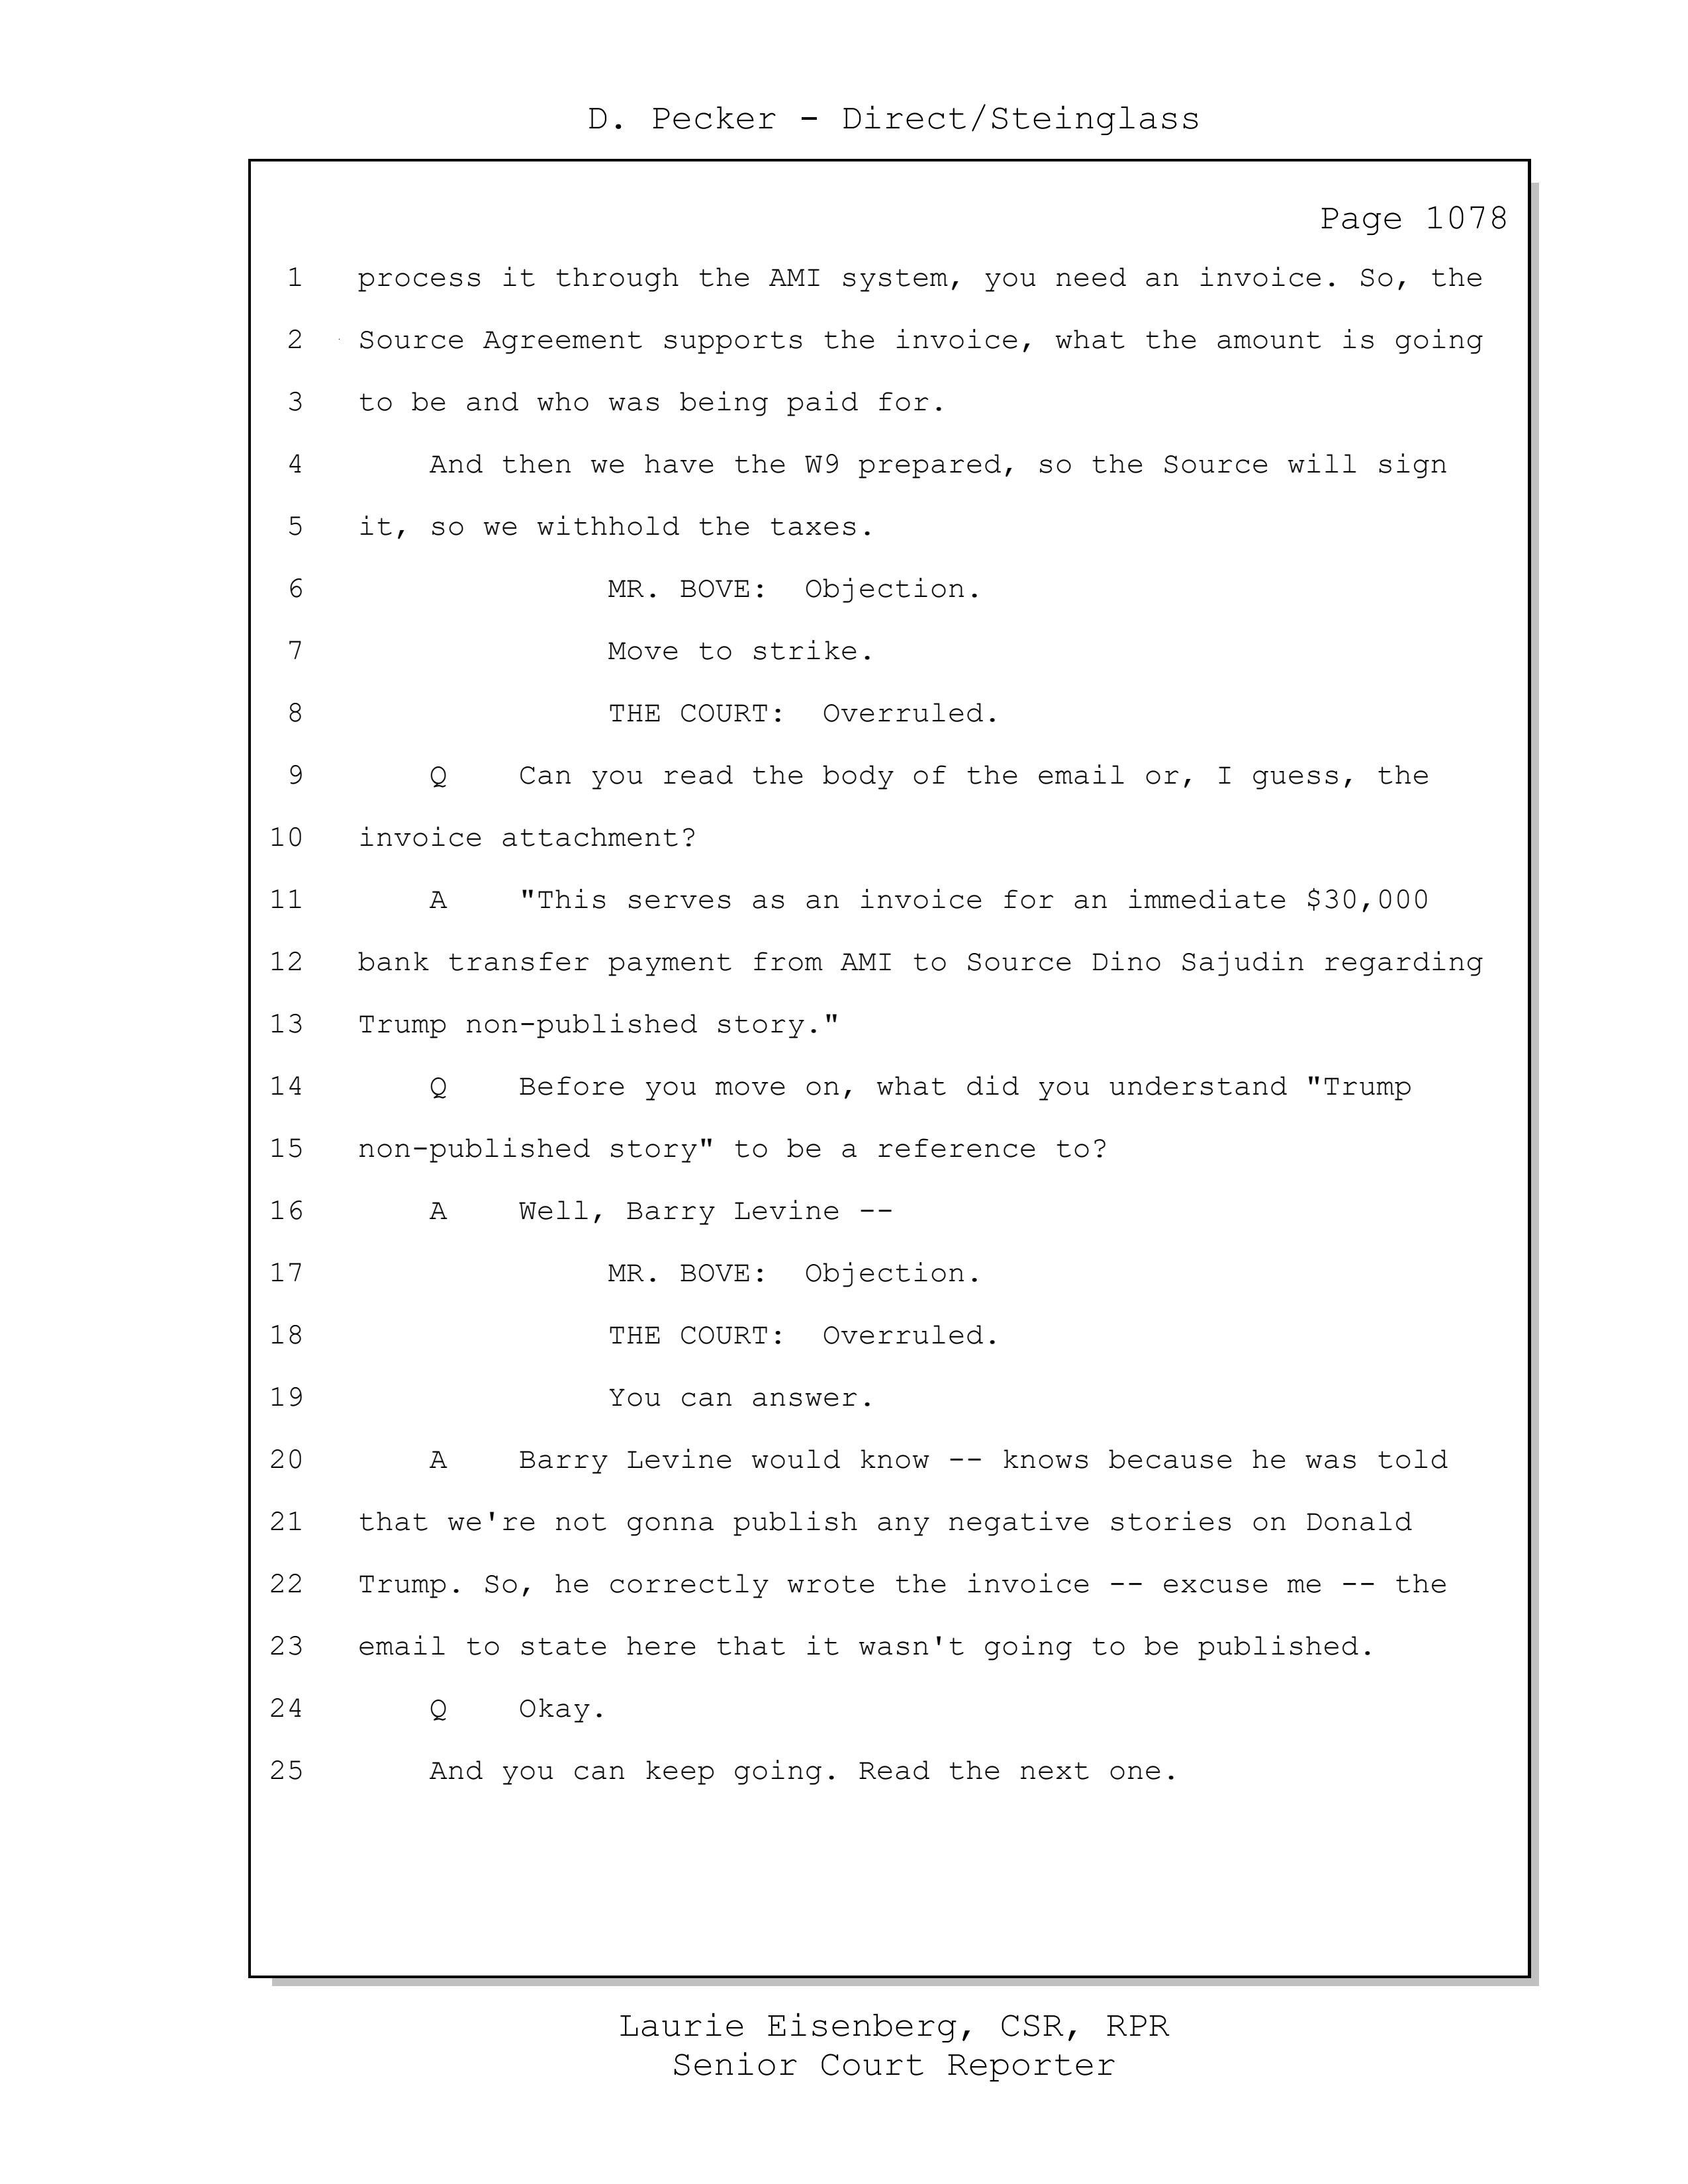 D. Pecker - Direct/Steinglass
Page 1078
1 process it through the AMI system, you need an invoice. So, the
2 Source Agreement supports the invoice, what the amount is going
3 to be and who was being paid for.
4 And then we have the W9 prepared, so the Source will sign
5 it, so we withhold the taxes.
6 MR. BOVE: Objection.
7 Move to strike.
8 THE COURT: Overruled.
9 Q Can you read the body of the email or, I guess, the
10 invoice attachment?
11 A "This serves as an invoice for an immediate $30,000
12 bank transfer payment from AMI to Source Dino Sajudin regarding
13 Trump non-published story."
14 Q Before you move on, what did you understand "Trump
15 non-published story" to be a reference to?
16 A Well, Barry Levine --
17 MR. BOVE: Objection.
18 THE COURT: Overruled.
19 You can answer.
20 A Barry Levine would know -- knows because he was told
21 that we're not gonna publish any negative stories on Donald
22 Trump. So, he correctly wrote the invoice -- excuse me -- the
23 email to state here that it wasn't going to be published.
24 Q Okay.
25 And you can keep going. Read the next one.
Laurie Eisenberg, CSR, RPR
Senior Court Reporter